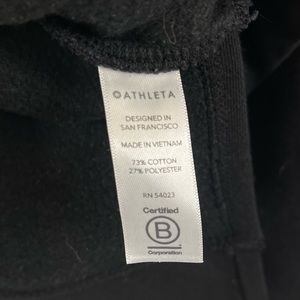 ATHLETA
DESIGNED IN
SAN FRANCISCO
MADE IN VIETNAM
73% COTTON
27% POLYESTER
RN 54023
Certified
B
Corporation